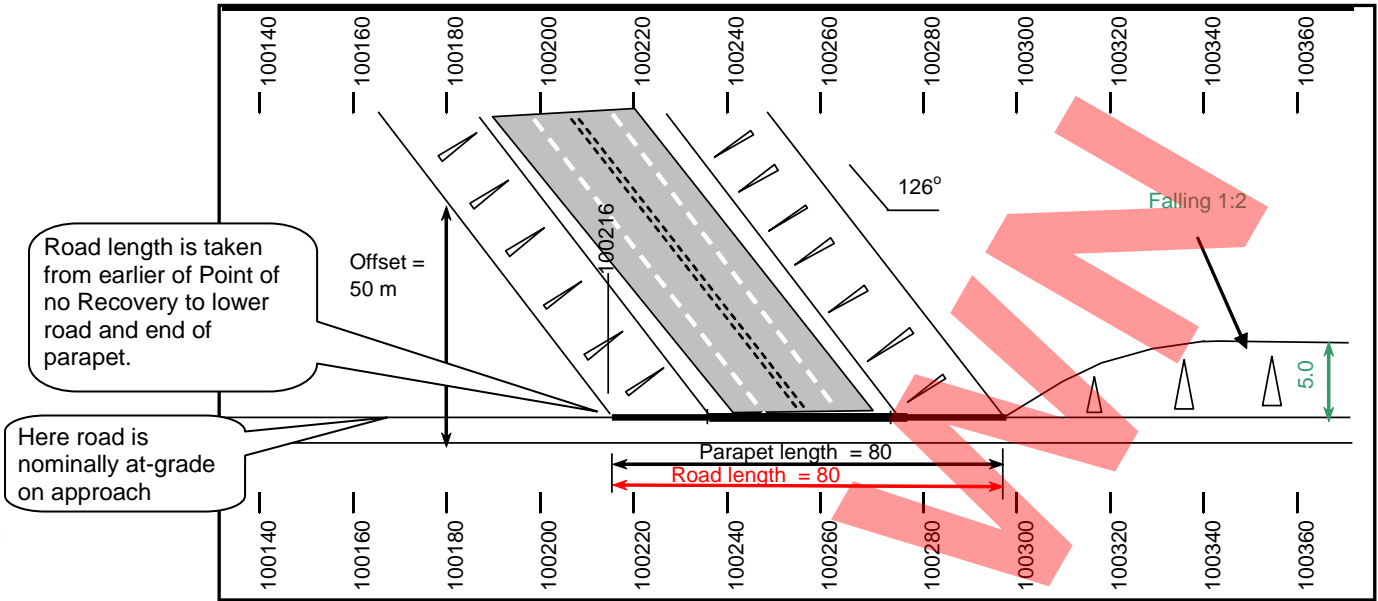 100140
100160
100180
100200
100220
100240
100260
100280
100300
100320
100340
100360
126°
Falling 1:2
100216
Road length is taken
from earlier of Point of
no Recovery to lower
road and end of
parapet.
Offset =
50 m
5.0
Here road is
nominally at-grade
on approach
Parapet length = 80
Road length = 80
100140
100160
100180
100200
100220
100240
100260
100280
100300
100320
100340
100360